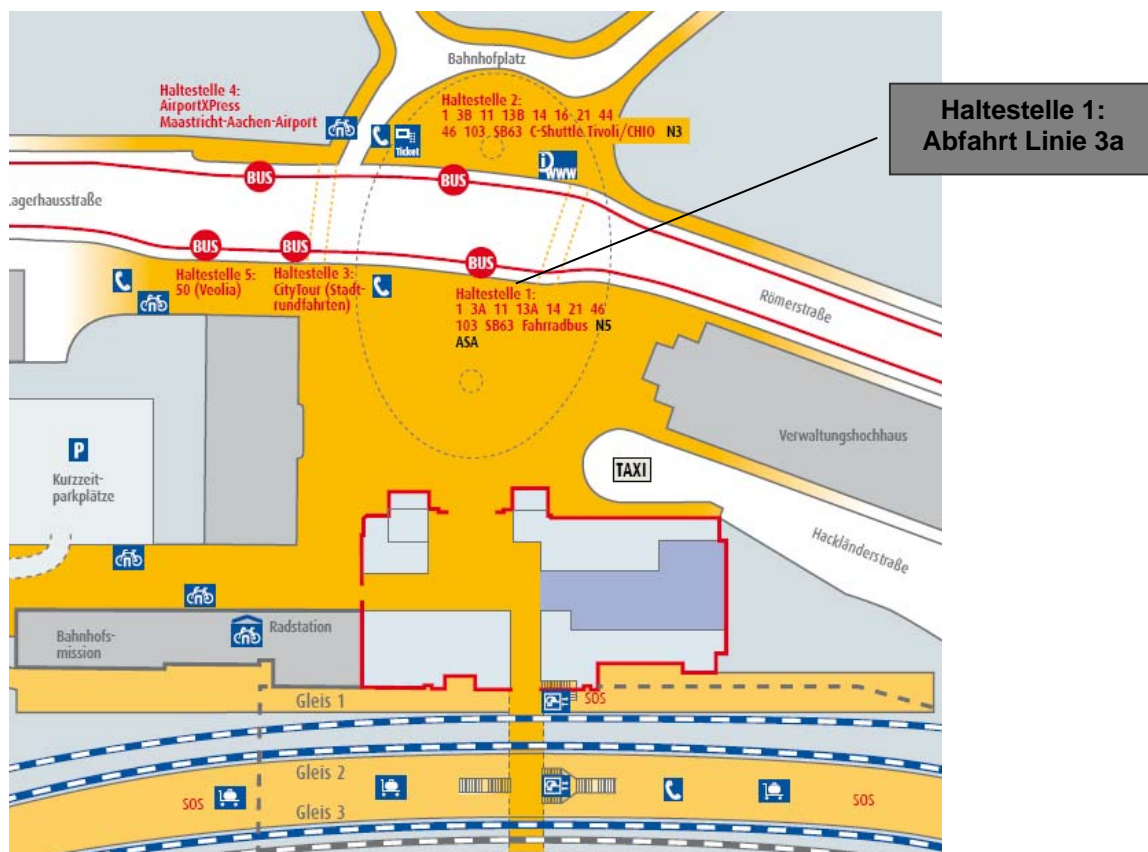 Bahnhofplatz
Haltestelle 4:
AirportXPress
Maastricht-Aachen-Airport
Haltestelle 2:
1 3B 11 13B 14 16 21 44
46 103 SB63 C-Shuttle Tivoli/CHIO N3
Haltestelle 1:
Abfahrt Linie 3a
Ticket
i
WWW
BUS
BUS
Lagerhausstraße
BUS
BUS
BUS
Haltestelle 5:
50 (Veolia)
Haltestelle 3:
CityTour (Stadt-
rundfahrten)
Haltestelle 1:
1 3A 11 13A 14 21 46
103 SB63 Fahrradbus N5
ASA
Römerstraße
Verwaltungshochhaus
P
Kurzzeit-
parkplätze
TAXI
Hackländerstraße
Radstation
Bahnhofs-
mission
Gleis 1
SOS
Gleis 2
SOS
SOS
Gleis 3